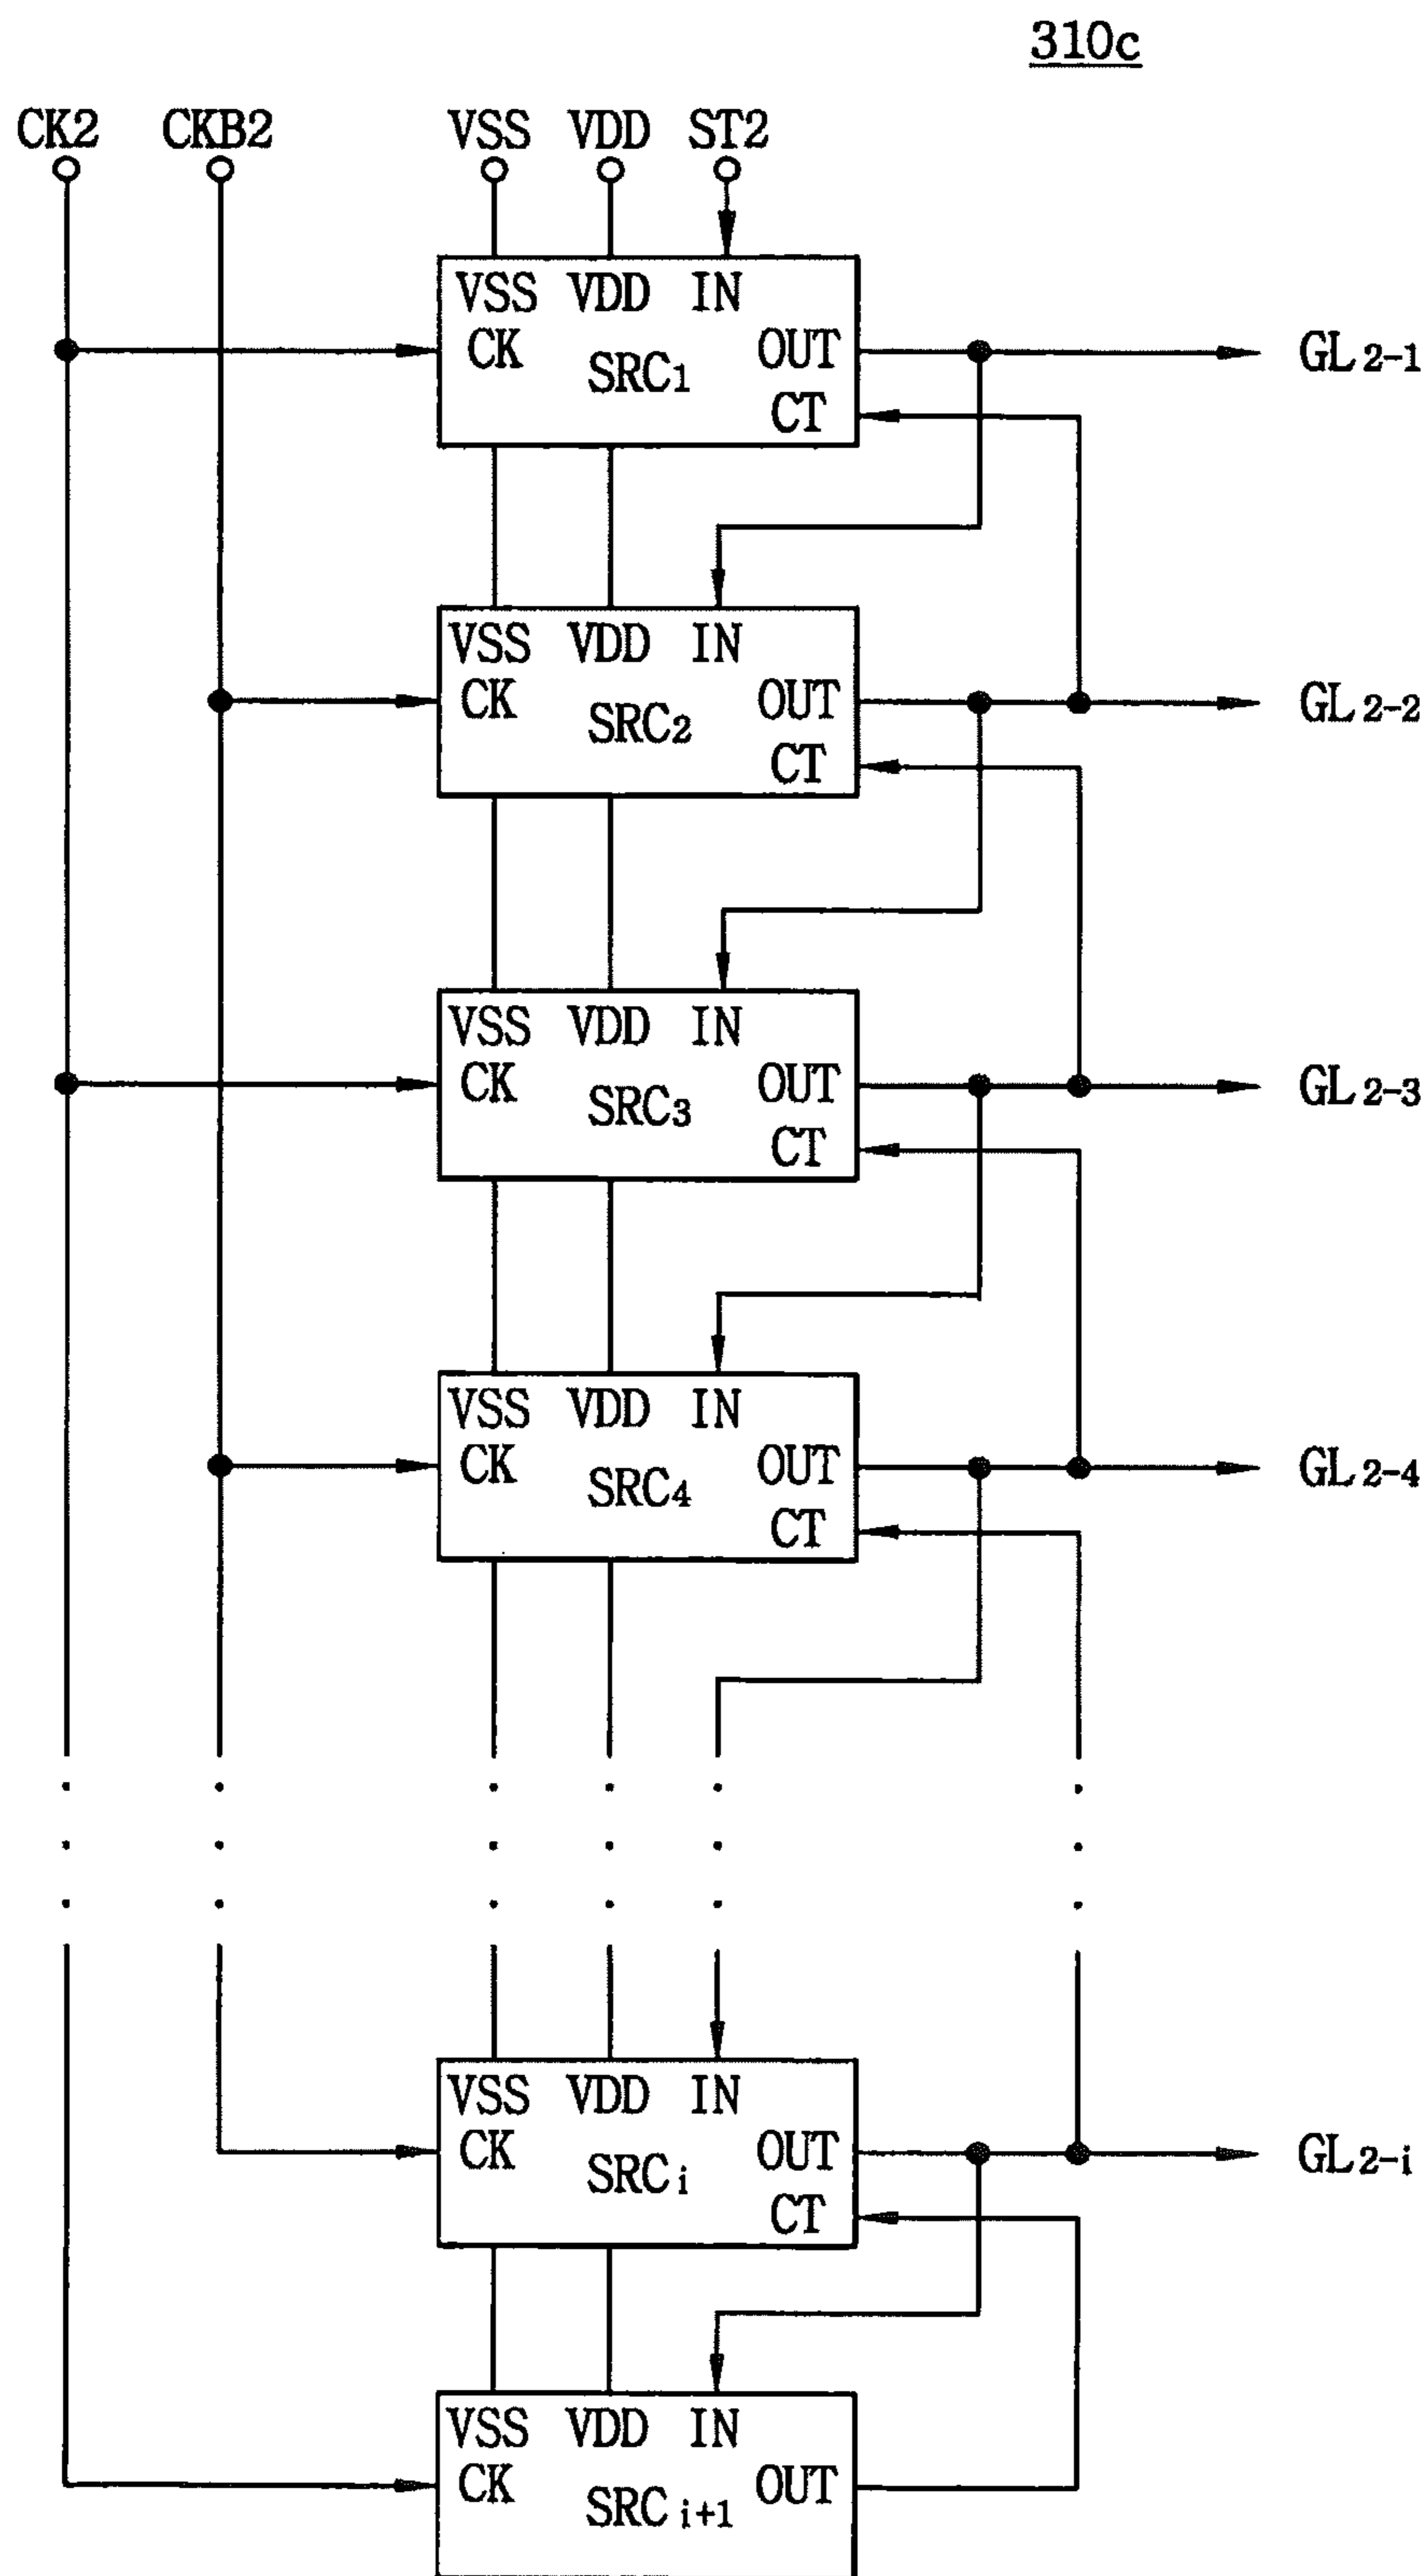 310c
CK2 CKB2 VSS VDD ST2
VSS VDD IN
CK SRC1 OUT GL2-1
CT
VSS VDD IN
CK SRC2 OUT GL2-2
CT
VSS VDD IN
CK SRC3 OUT GL2-3
CT
VSS VDD IN
CK SRC4 OUT GL2-4
CT
VSS VDD IN
CK SRCi OUT GL2-i
CT
VSS VDD IN
CK SRCi+1 OUT